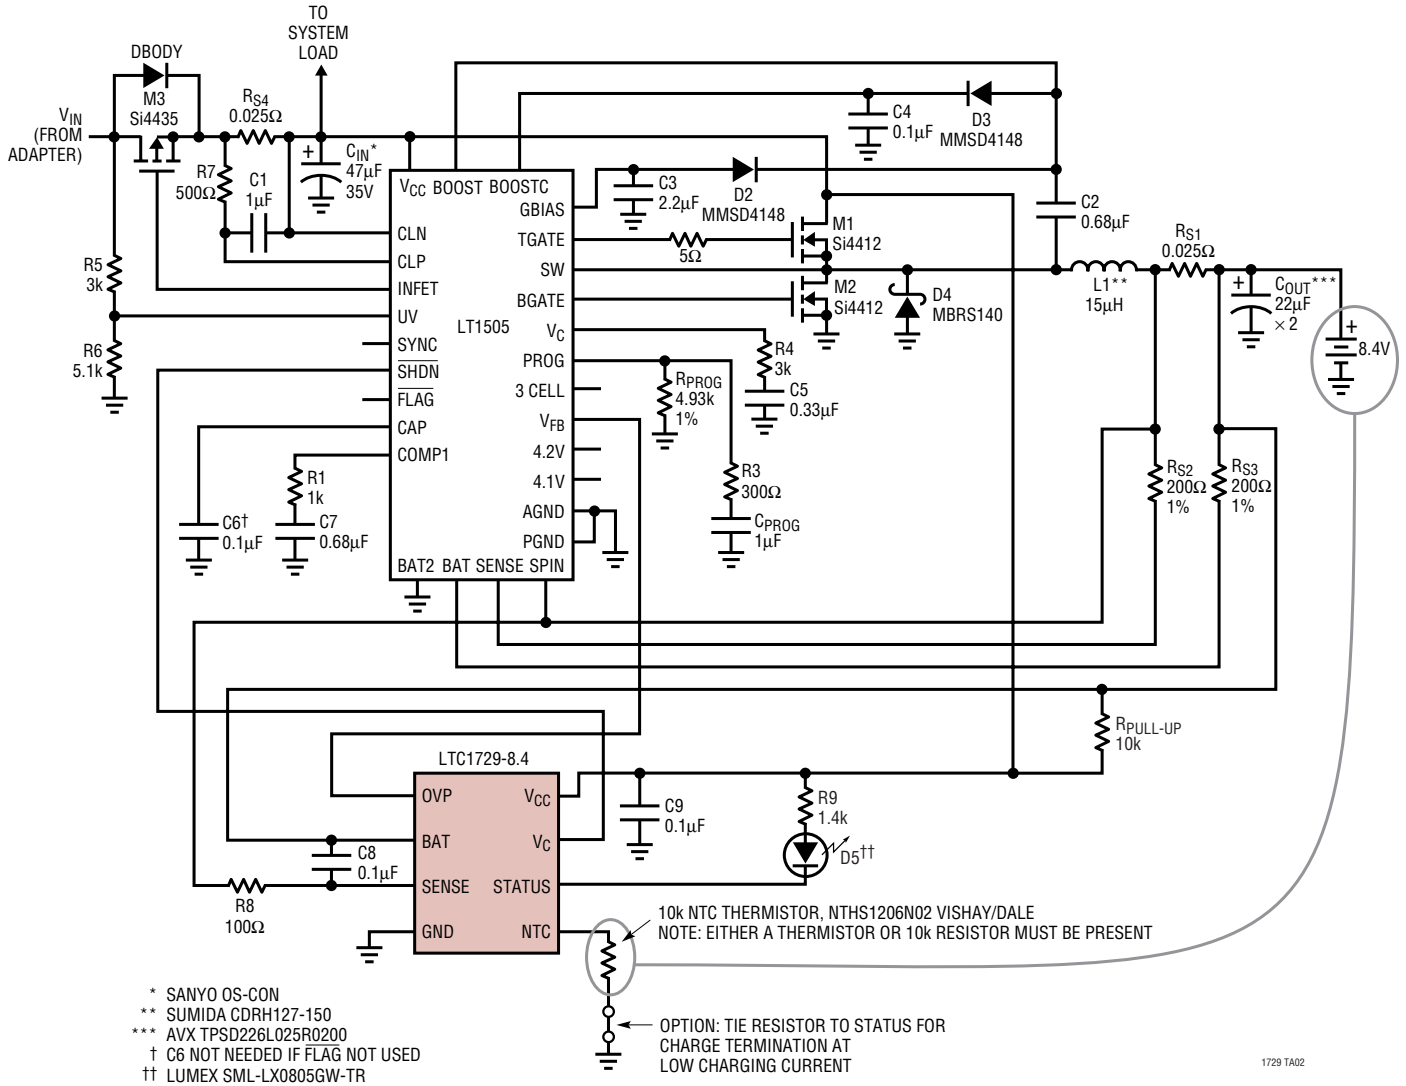 TO
SYSTEM
LOAD
DBODY
M3
Si4435
RS4
0.025Ω
VIN
(FROM
ADAPTER)
R7
500Ω
C1
1µF
+
CIN*
47µF
35V
C4
0.1µF
D3
MMSD4148
C3
2.2µF
D2
MMSD4148
C2
0.68µF
VCC BOOST BOOSTC
GBIAS
TGATE
SW
BGATE
VC
PROG
3 CELL
VFB
4.2V
4.1V
AGND
PGND
CLN
CLP
INFET
UV
SYNC
SHDN
FLAG
CAP
COMP1
LT1505
BAT2 BAT SENSE SPIN
5Ω
M1
Si4412
M2
Si4412
D4
MBRS140
L1**
15µH
RS1
0.025Ω
+
COUT***
22µF
× 2
+
8.4V
R5
3k
R6
5.1k
R4
3k
C5
0.33µF
RPROG
4.93k
1%
R3
300Ω
CPROG
1µF
RS2
200Ω
1%
RS3
200Ω
1%
R1
1k
C6†
0.1µF
C7
0.68µF
RPULL-UP
10k
LTC1729-8.4
OVP
BAT
SENSE
GND
VCC
VC
STATUS
NTC
C8
0.1µF
R8
100Ω
C9
0.1µF
R9
1.4k
D5††
10k NTC THERMISTOR, NTHS1206N02 VISHAY/DALE
NOTE: EITHER A THERMISTOR OR 10k RESISTOR MUST BE PRESENT
OPTION: TIE RESISTOR TO STATUS FOR
CHARGE TERMINATION AT
LOW CHARGING CURRENT
* SANYO OS-CON
** SUMIDA CDRH127-150
*** AVX TPSD226L025R0200
† C6 NOT NEEDED IF FLAG NOT USED
†† LUMEX SML-LX0805GW-TR
1729 TA02